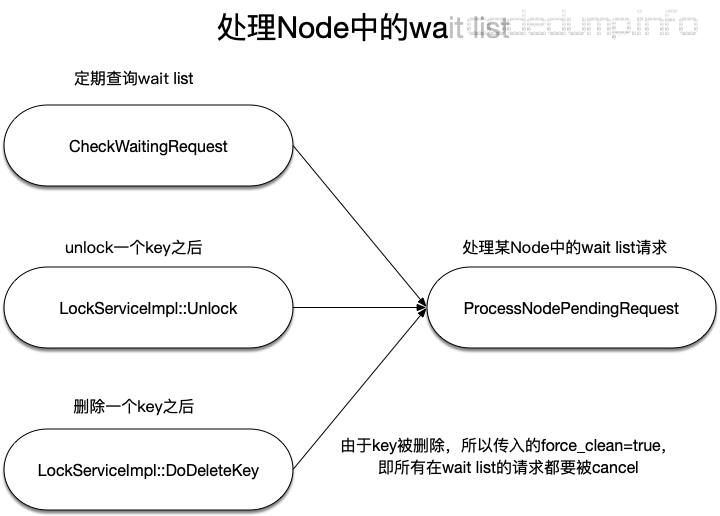 处理Node中的wait list
codedump.info
定期查询wait list
CheckWaitingRequest
unlock一个key之后
LockServiceImpl::Unlock
处理某Node中的wait list请求
ProcessNodePendingRequest
删除一个key之后
LockServiceImpl::DoDeleteKey
由于key被删除，所以传入的force_clean=true，
即所有在wait list的请求都要被cancel